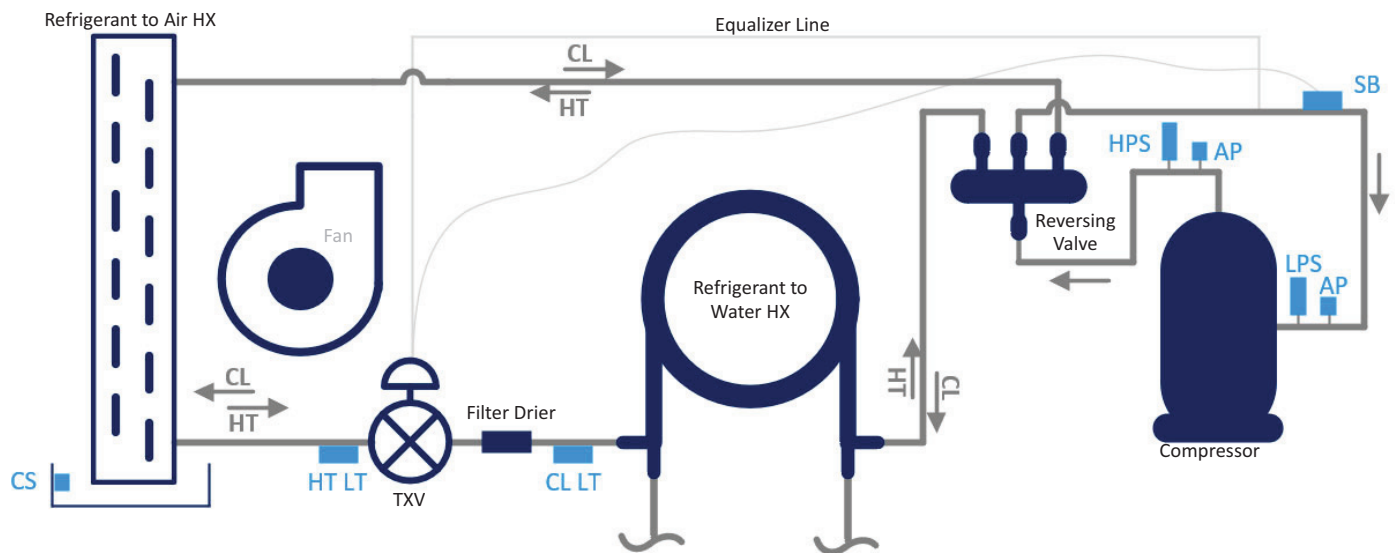 Refrigerant to Air HX
Equalizer Line
CL
HT
SB
HPS
AP
Reversing
Valve
Fan
Refrigerant to
Water HX
LPS
AP
CL
HT
HT
CL
Filter Drier
Compressor
CS
HT LT
TXV
CL LT